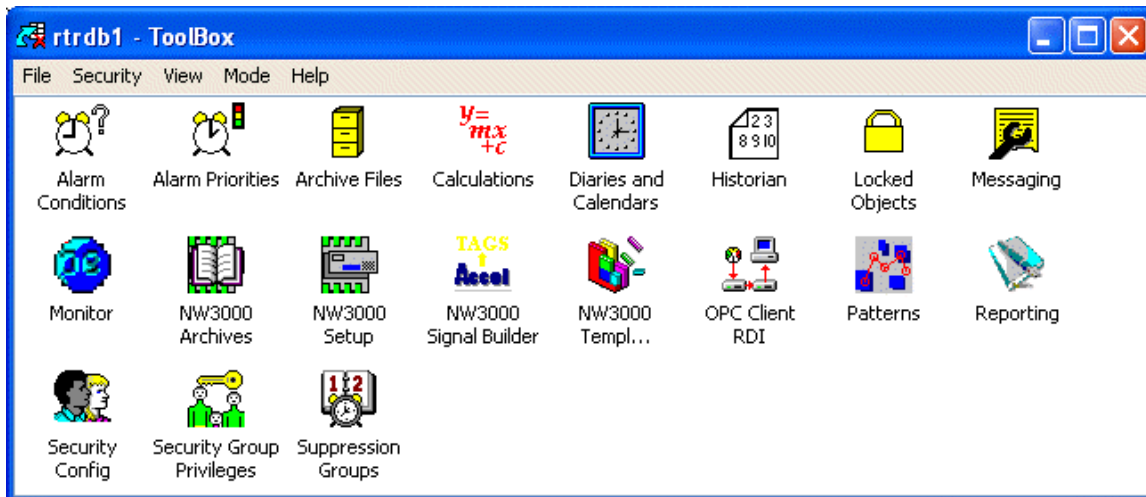 rtrdb1 - ToolBox
File Security View Mode Help
y=
mx
+c
1 2 3
8 9 10
Alarm Conditions
Alarm Priorities
Archive Files
Calculations
Diaries and Calendars
Historian
Locked Objects
Messaging
ae
TAGS
Accol
Monitor
NW3000 Archives
NW3000 Setup
NW3000 Signal Builder
NW3000 Templ...
OPC Client RDI
Patterns
Reporting
1 2
Security Config
Security Group Privileges
Suppression Groups